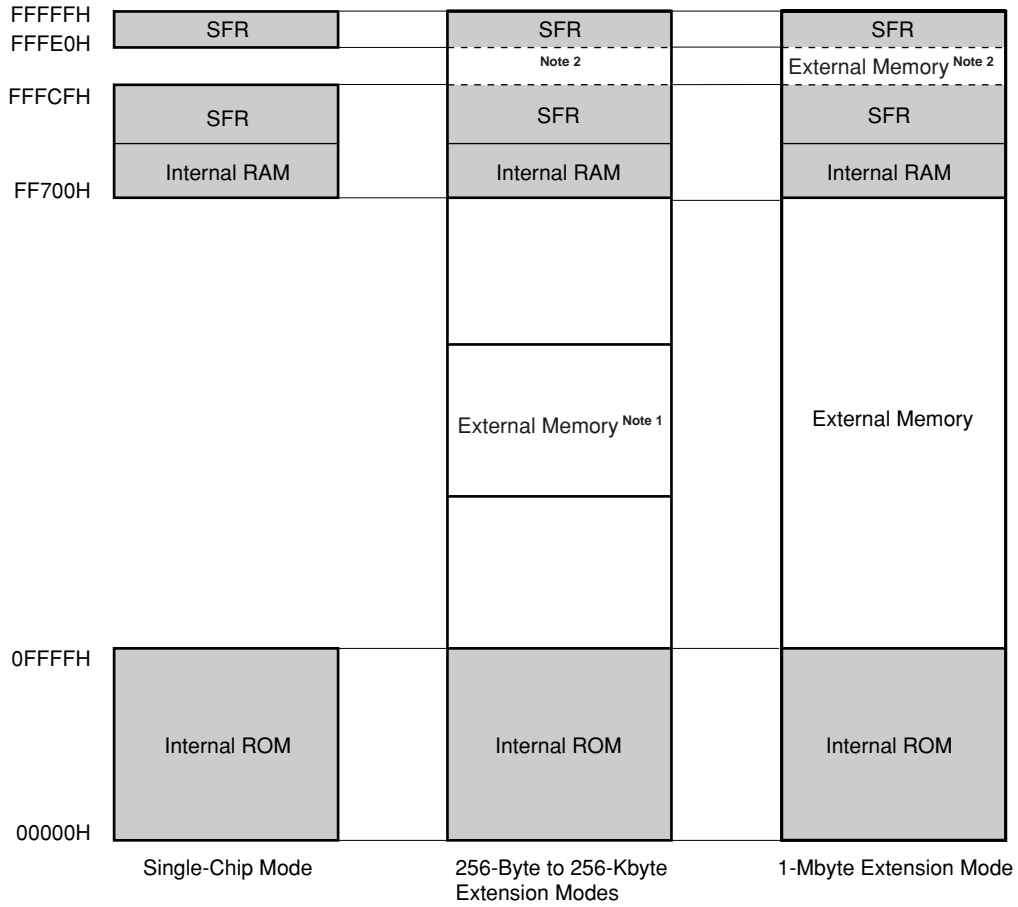 FFFFFH
SFR
SFR
SFR
FFFE0H
Note 2
External Memory Note 2
FFFCFH
SFR
SFR
SFR
Internal RAM
Internal RAM
Internal RAM
FF700H
External Memory Note 1
External Memory
0FFFFH
Internal ROM
Internal ROM
Internal ROM
00000H
Single-Chip Mode
256-Byte to 256-Kbyte
Extension Modes
1-Mbyte Extension Mode